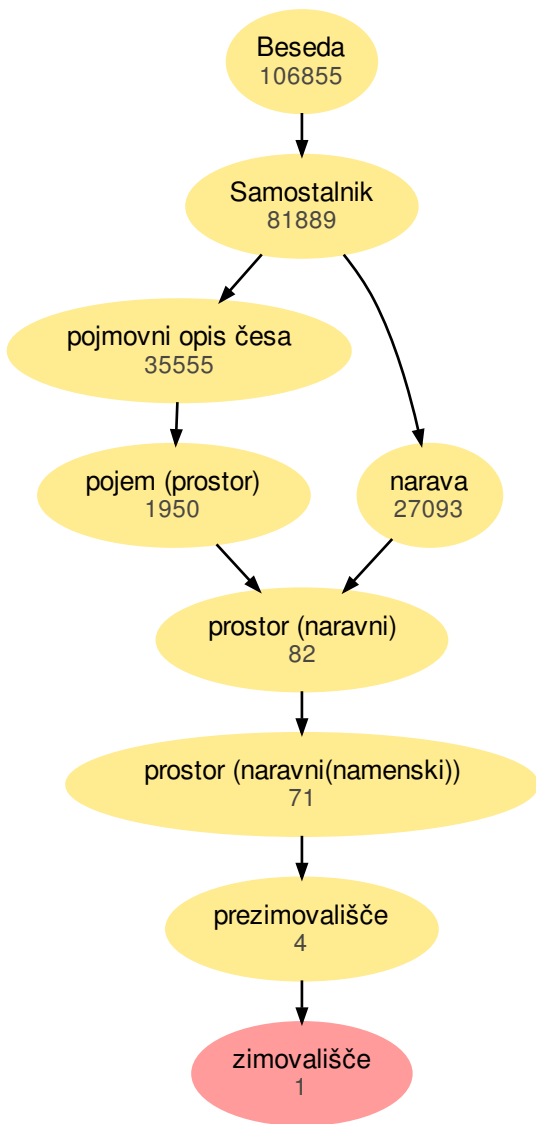 Beseda
106855
Samostalnik
81889
pojmovni opis česa
35555
pojem (prostor)
1950
narava
27093
prostor (naravni)
82
prostor (naravni(namenski))
71
prezimovališče
4
zimovališče
1